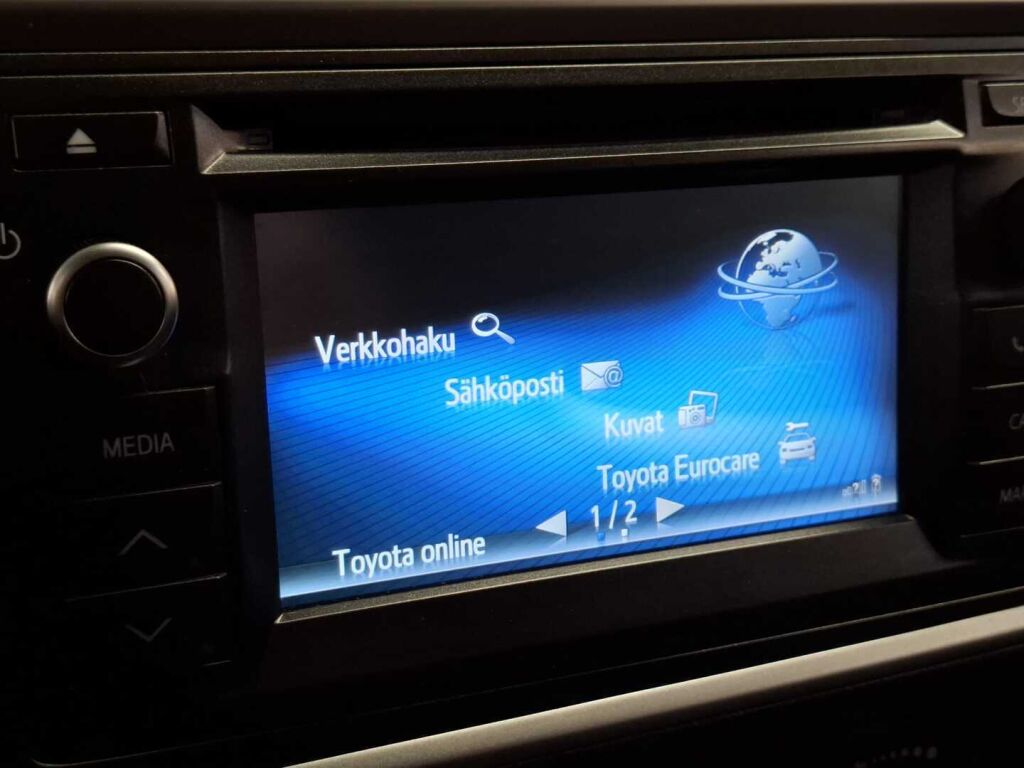 MEDIA
Verkkohaku
Sähköposti
Kuvat
Toyota Eurocare
1/2
Toyota online